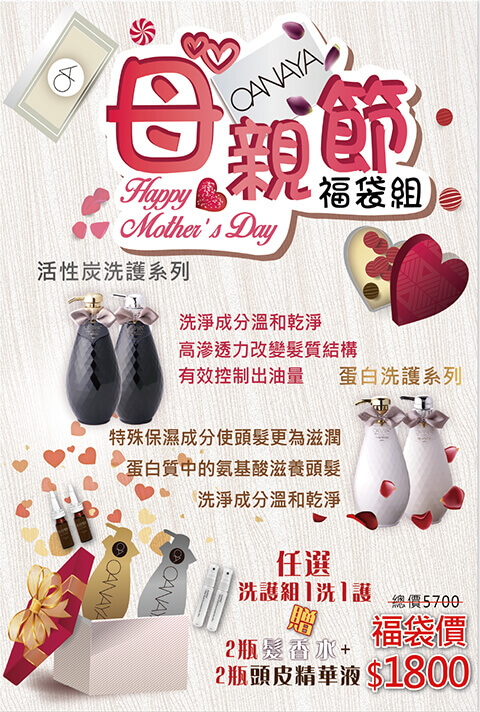 OANAYA
母親節
福袋組
Happy
Mother's Day
活性炭洗護系列
洗淨成分溫和乾淨
高滲透力改變髮質結構
有效控制出油量
蛋白洗護系列
特殊保濕成分使頭髮更為滋潤
蛋白質中的氨基酸滋養頭髮
洗淨成分溫和乾淨
OANAYA
OANAYA
任選
洗護組1洗1護
贈
2瓶髮香水+
2瓶頭皮精華液
總價5700
福袋價
$1800